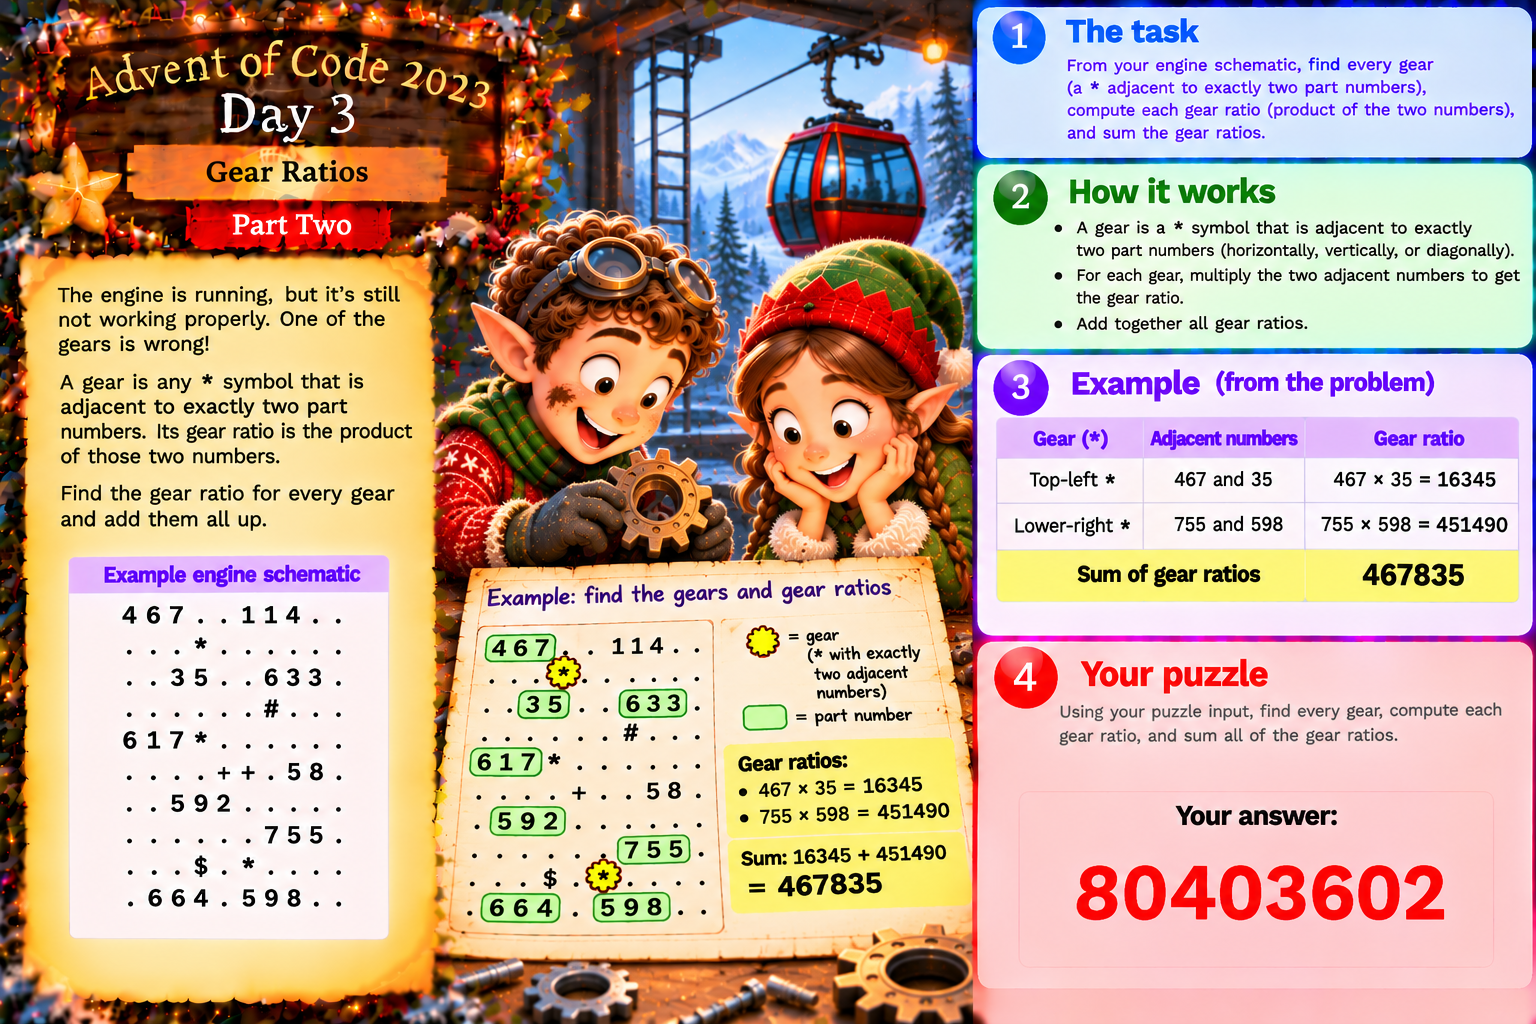 Advent of Code 2023
Day 3
Gear Ratios
Part Two
The engine is running, but it's still
not working properly. One of the
gears is wrong!
A gear is any * symbol that is
adjacent to exactly two part
numbers. Its gear ratio is the product
of those two numbers.
Find the gear ratio for every gear
and add them all up.
Example engine schematic
467..114..
...*......
..35..633.
......#...
617*......
....++.58.
..592.....
......755.
...$.*...
.664.598..
Example: find the gears and gear ratios
467..114..
...*......
..35..633.
......#...
617*......
....+..58.
.592......
......755.
...$.*....
.664.598..
= gear
(* with exactly
two adjacent
numbers)
= part number
Gear ratios:
• 467 × 35 = 16345
• 755 × 598 = 451490
Sum: 16345 + 451490
= 467835
1 The task
From your engine schematic, find every gear
(a * adjacent to exactly two part numbers),
compute each gear ratio (product of the two numbers),
and sum the gear ratios.
2 How it works
• A gear is a * symbol that is adjacent to exactly
two part numbers (horizontally, vertically, or diagonally).
• For each gear, multiply the two adjacent numbers to get
the gear ratio.
• Add together all gear ratios.
3 Example (from the problem)
Gear (*) Adjacent numbers Gear ratio
Top-left * 467 and 35 467 × 35 = 16345
Lower-right * 755 and 598 755 × 598 = 451490
Sum of gear ratios 467835
4 Your puzzle
Using your puzzle input, find every gear, compute each
gear ratio, and sum all of the gear ratios.
Your answer:
80403602